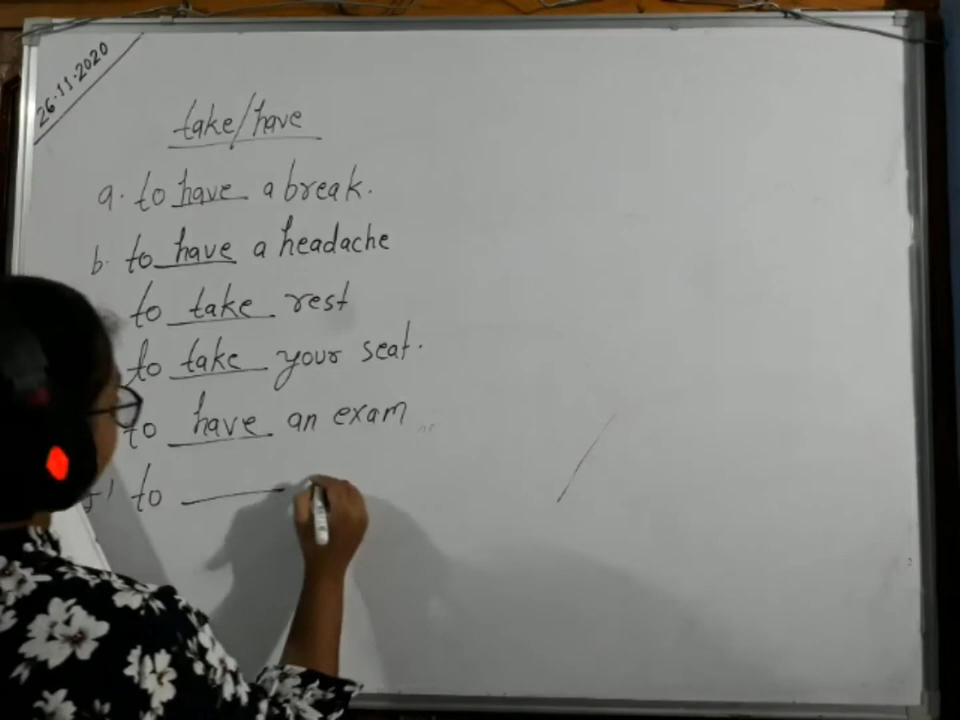 26.11.2020
take/have
a. to have a break.
b. to have a headache
to take rest
to take your seat.
to have an exam
to